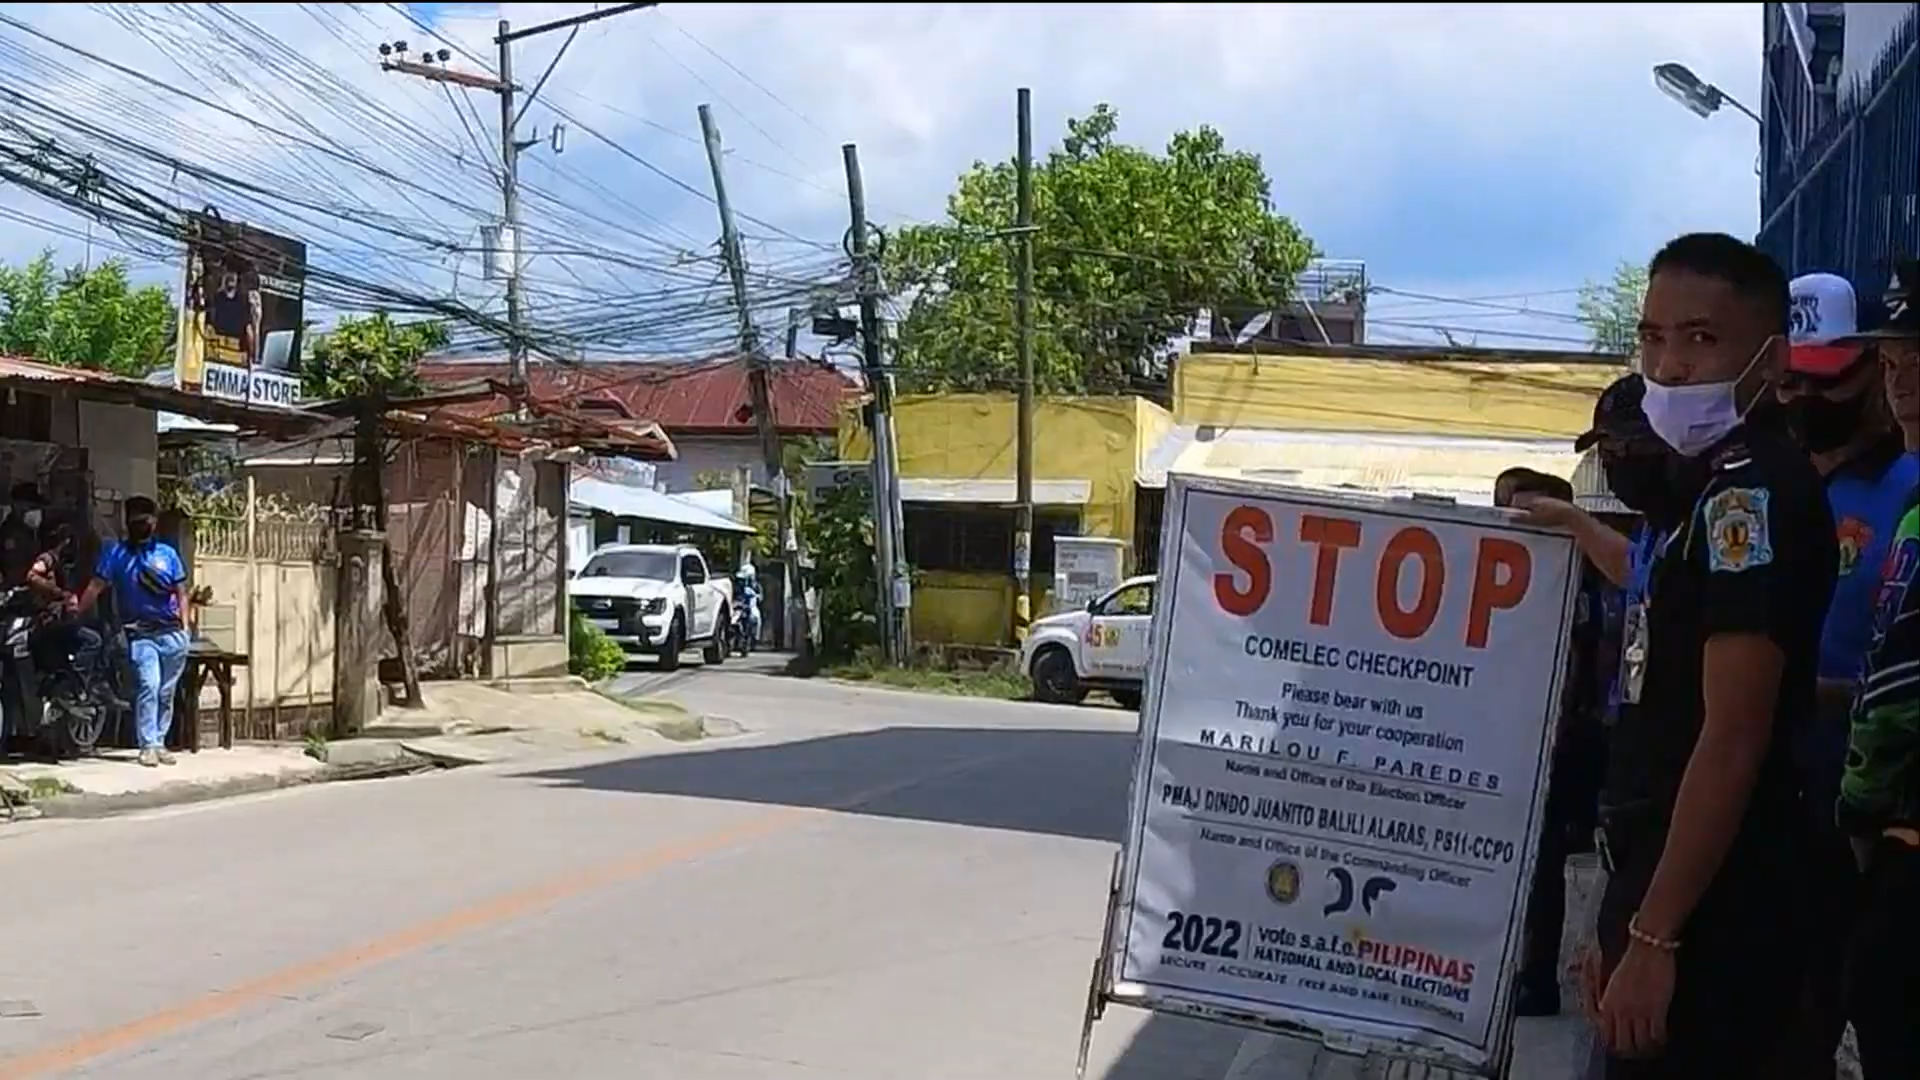 EMMA STORE
45
STOP
COMELEC CHECKPOINT
Please bear with us
Thank you for your cooperation
MARILOU F. PAREDES
Name and Office of the Election Officer
PMAJ DINDO JUANITO BALILI ALARAS, PS11-CCPO
Name and Office of the Commanding Officer
2022 vote s.a.f.e. PILIPINAS
NATIONAL AND LOCAL ELECTIONS
SECURE ACCURATE FREE AND FAIR ELECTIONS